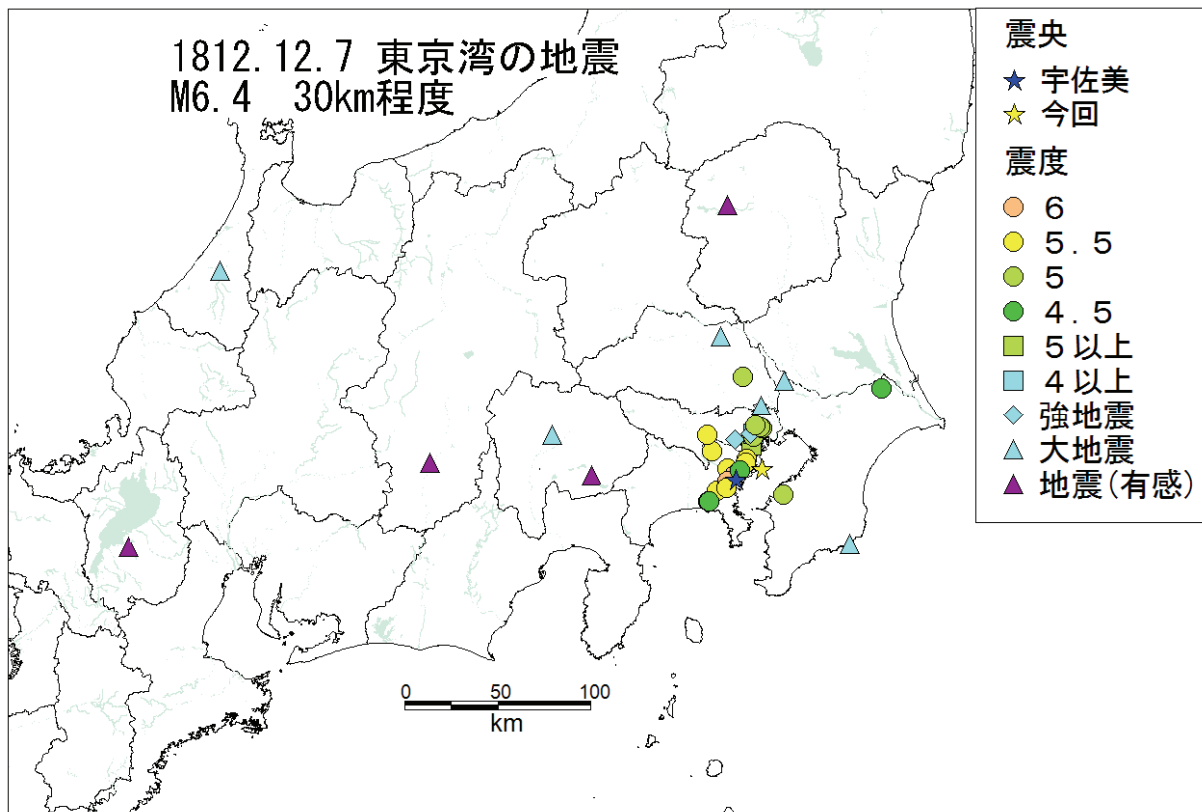 1812.12.7 東京湾の地震
M6.4 30km程度
震央
宇佐美
今回
震度
6
5.5
5
4.5
5以上
4以上
強地震
大地震
地震(有感)
0 50 100
km